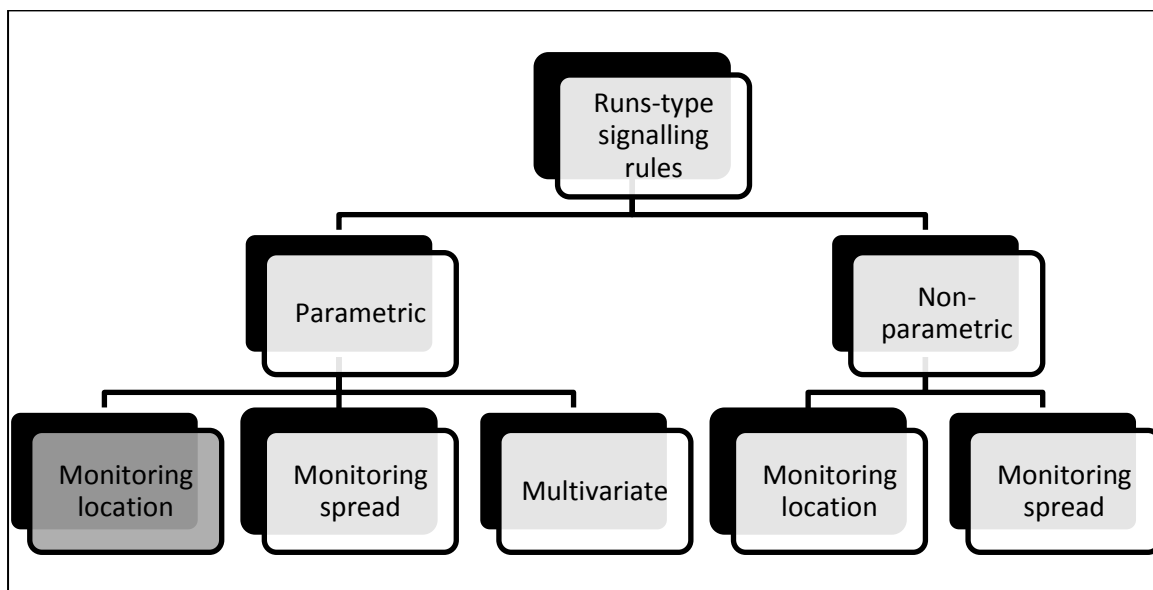 Runs-type
signalling
rules
Parametric
Non-
parametric
Monitoring
location
Monitoring
spread
Multivariate
Monitoring
location
Monitoring
spread